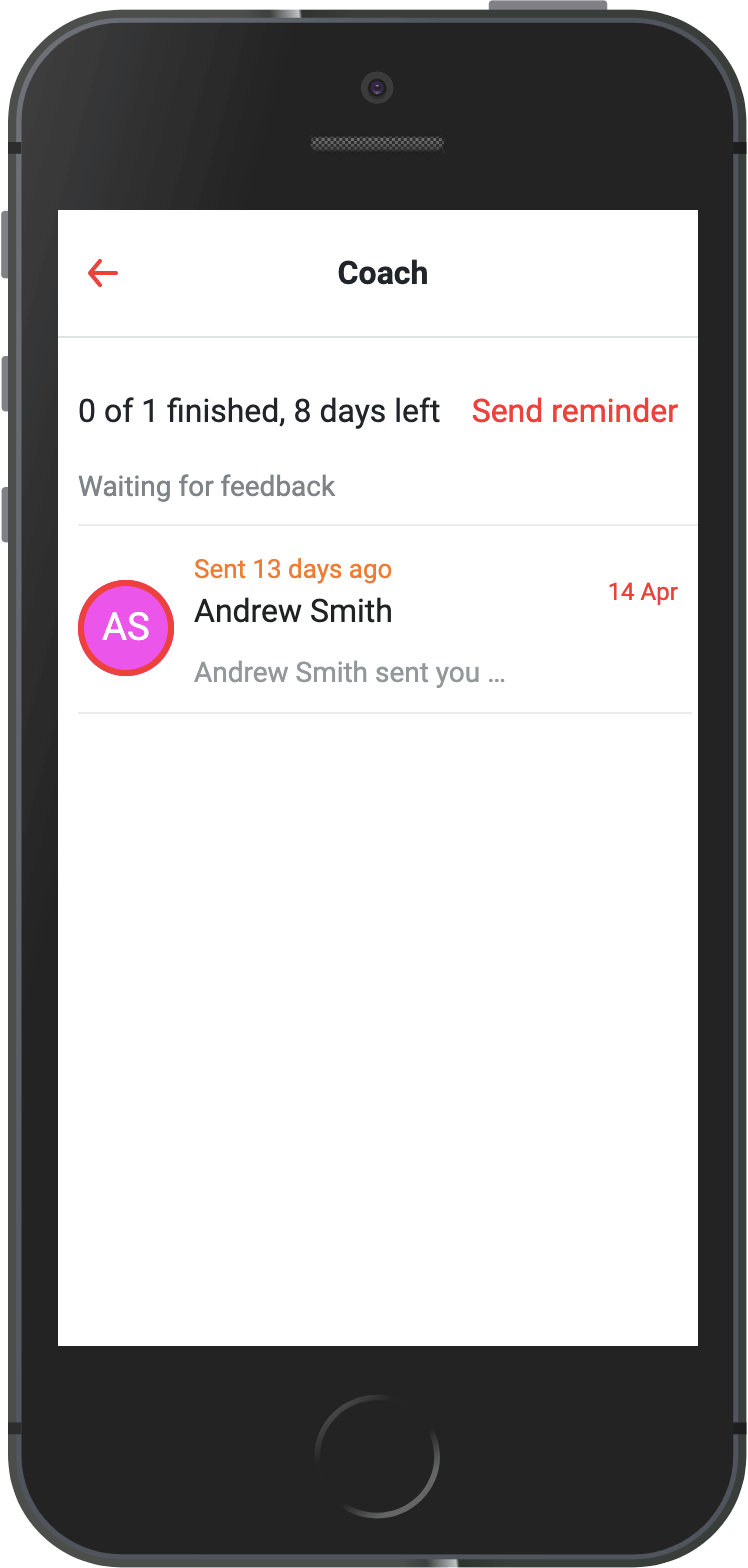 Coach
0 of 1 finished, 8 days left Send reminder
Waiting for feedback
Sent 13 days ago
14 Apr
AS
Andrew Smith
Andrew Smith sent you ...